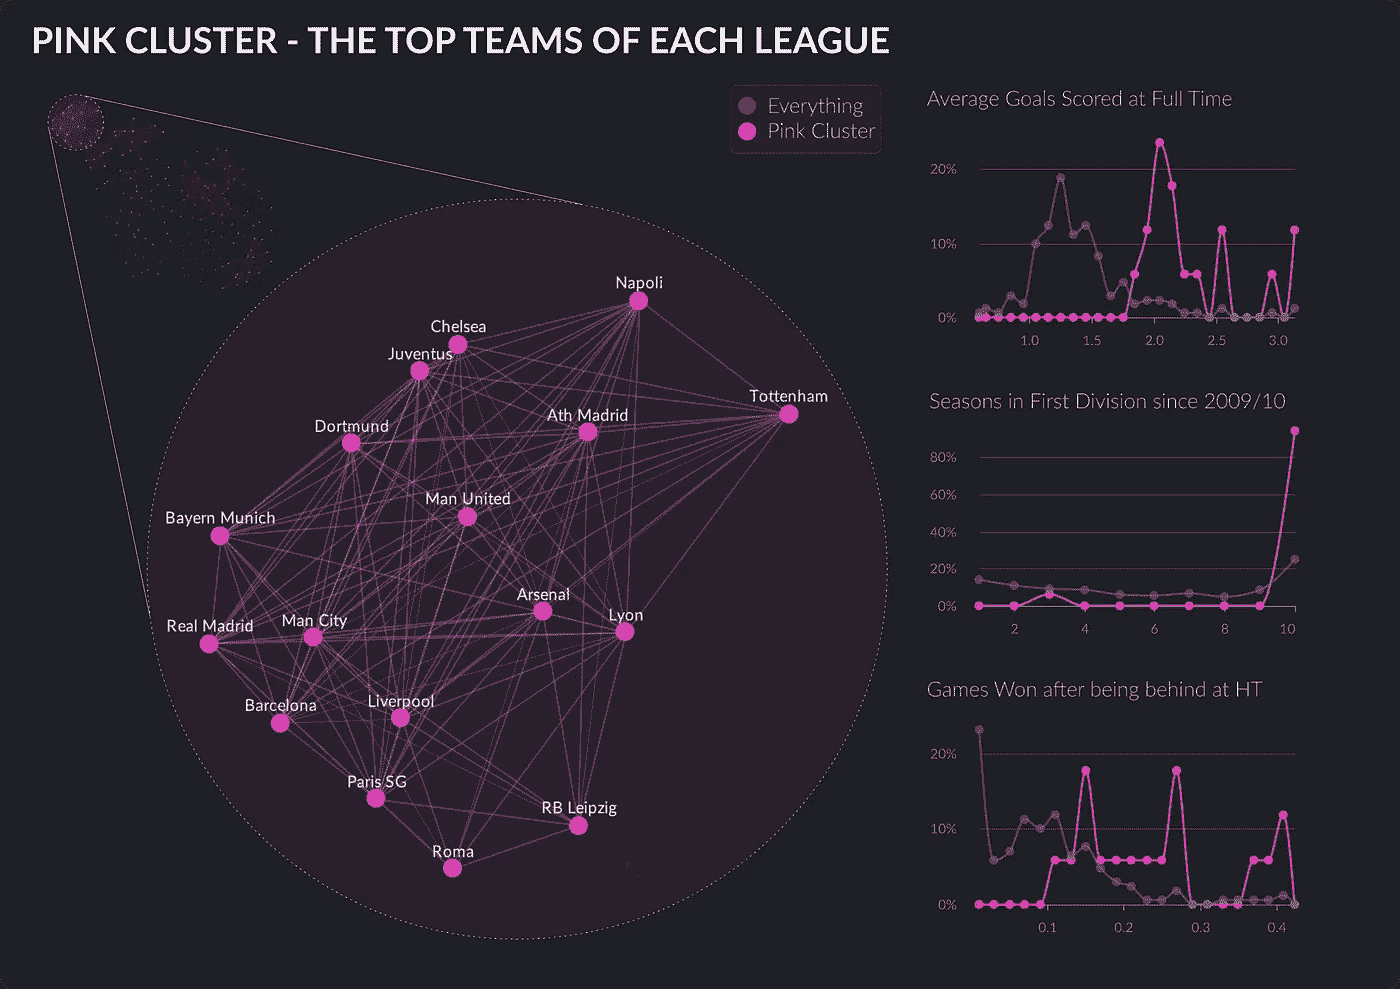 PINK CLUSTER - THE TOP TEAMS OF EACH LEAGUE
Everything
Pink Cluster
Napoli
Chelsea
Juventus
Tottenham
Ath Madrid
Dortmund
Man United
Bayern Munich
Arsenal
Lyon
Man City
Real Madrid
Liverpool
Barcelona
Paris SG
RB Leipzig
Roma
Average Goals Scored at Full Time
20%
10%
0%
1.0 1.5 2.0 2.5 3.0
Seasons in First Division since 2009/10
80%
60%
40%
20%
0%
2 4 6 8 10
Games Won after being behind at HT
20%
10%
0%
0.1 0.2 0.3 0.4